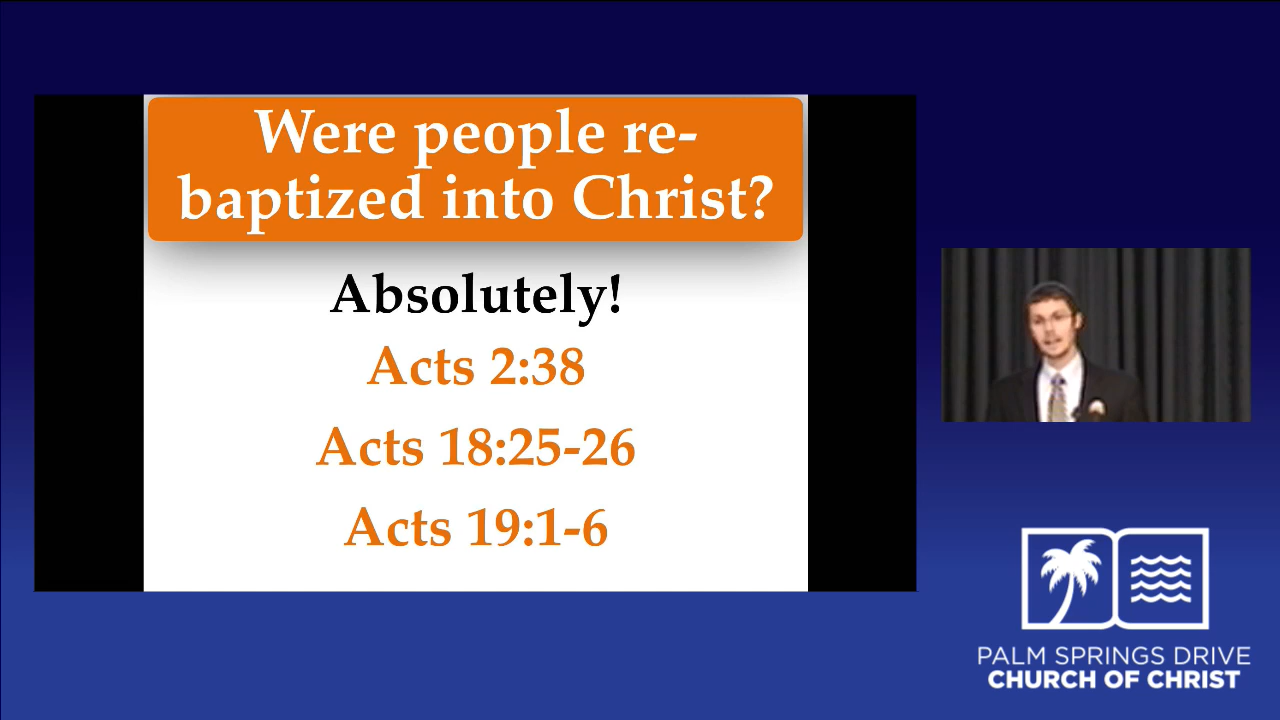 Were people re-
baptized into Christ?
Absolutely!
Acts 2:38
Acts 18:25-26
Acts 19:1-6
PALM SPRINGS DRIVE
CHURCH OF CHRIST